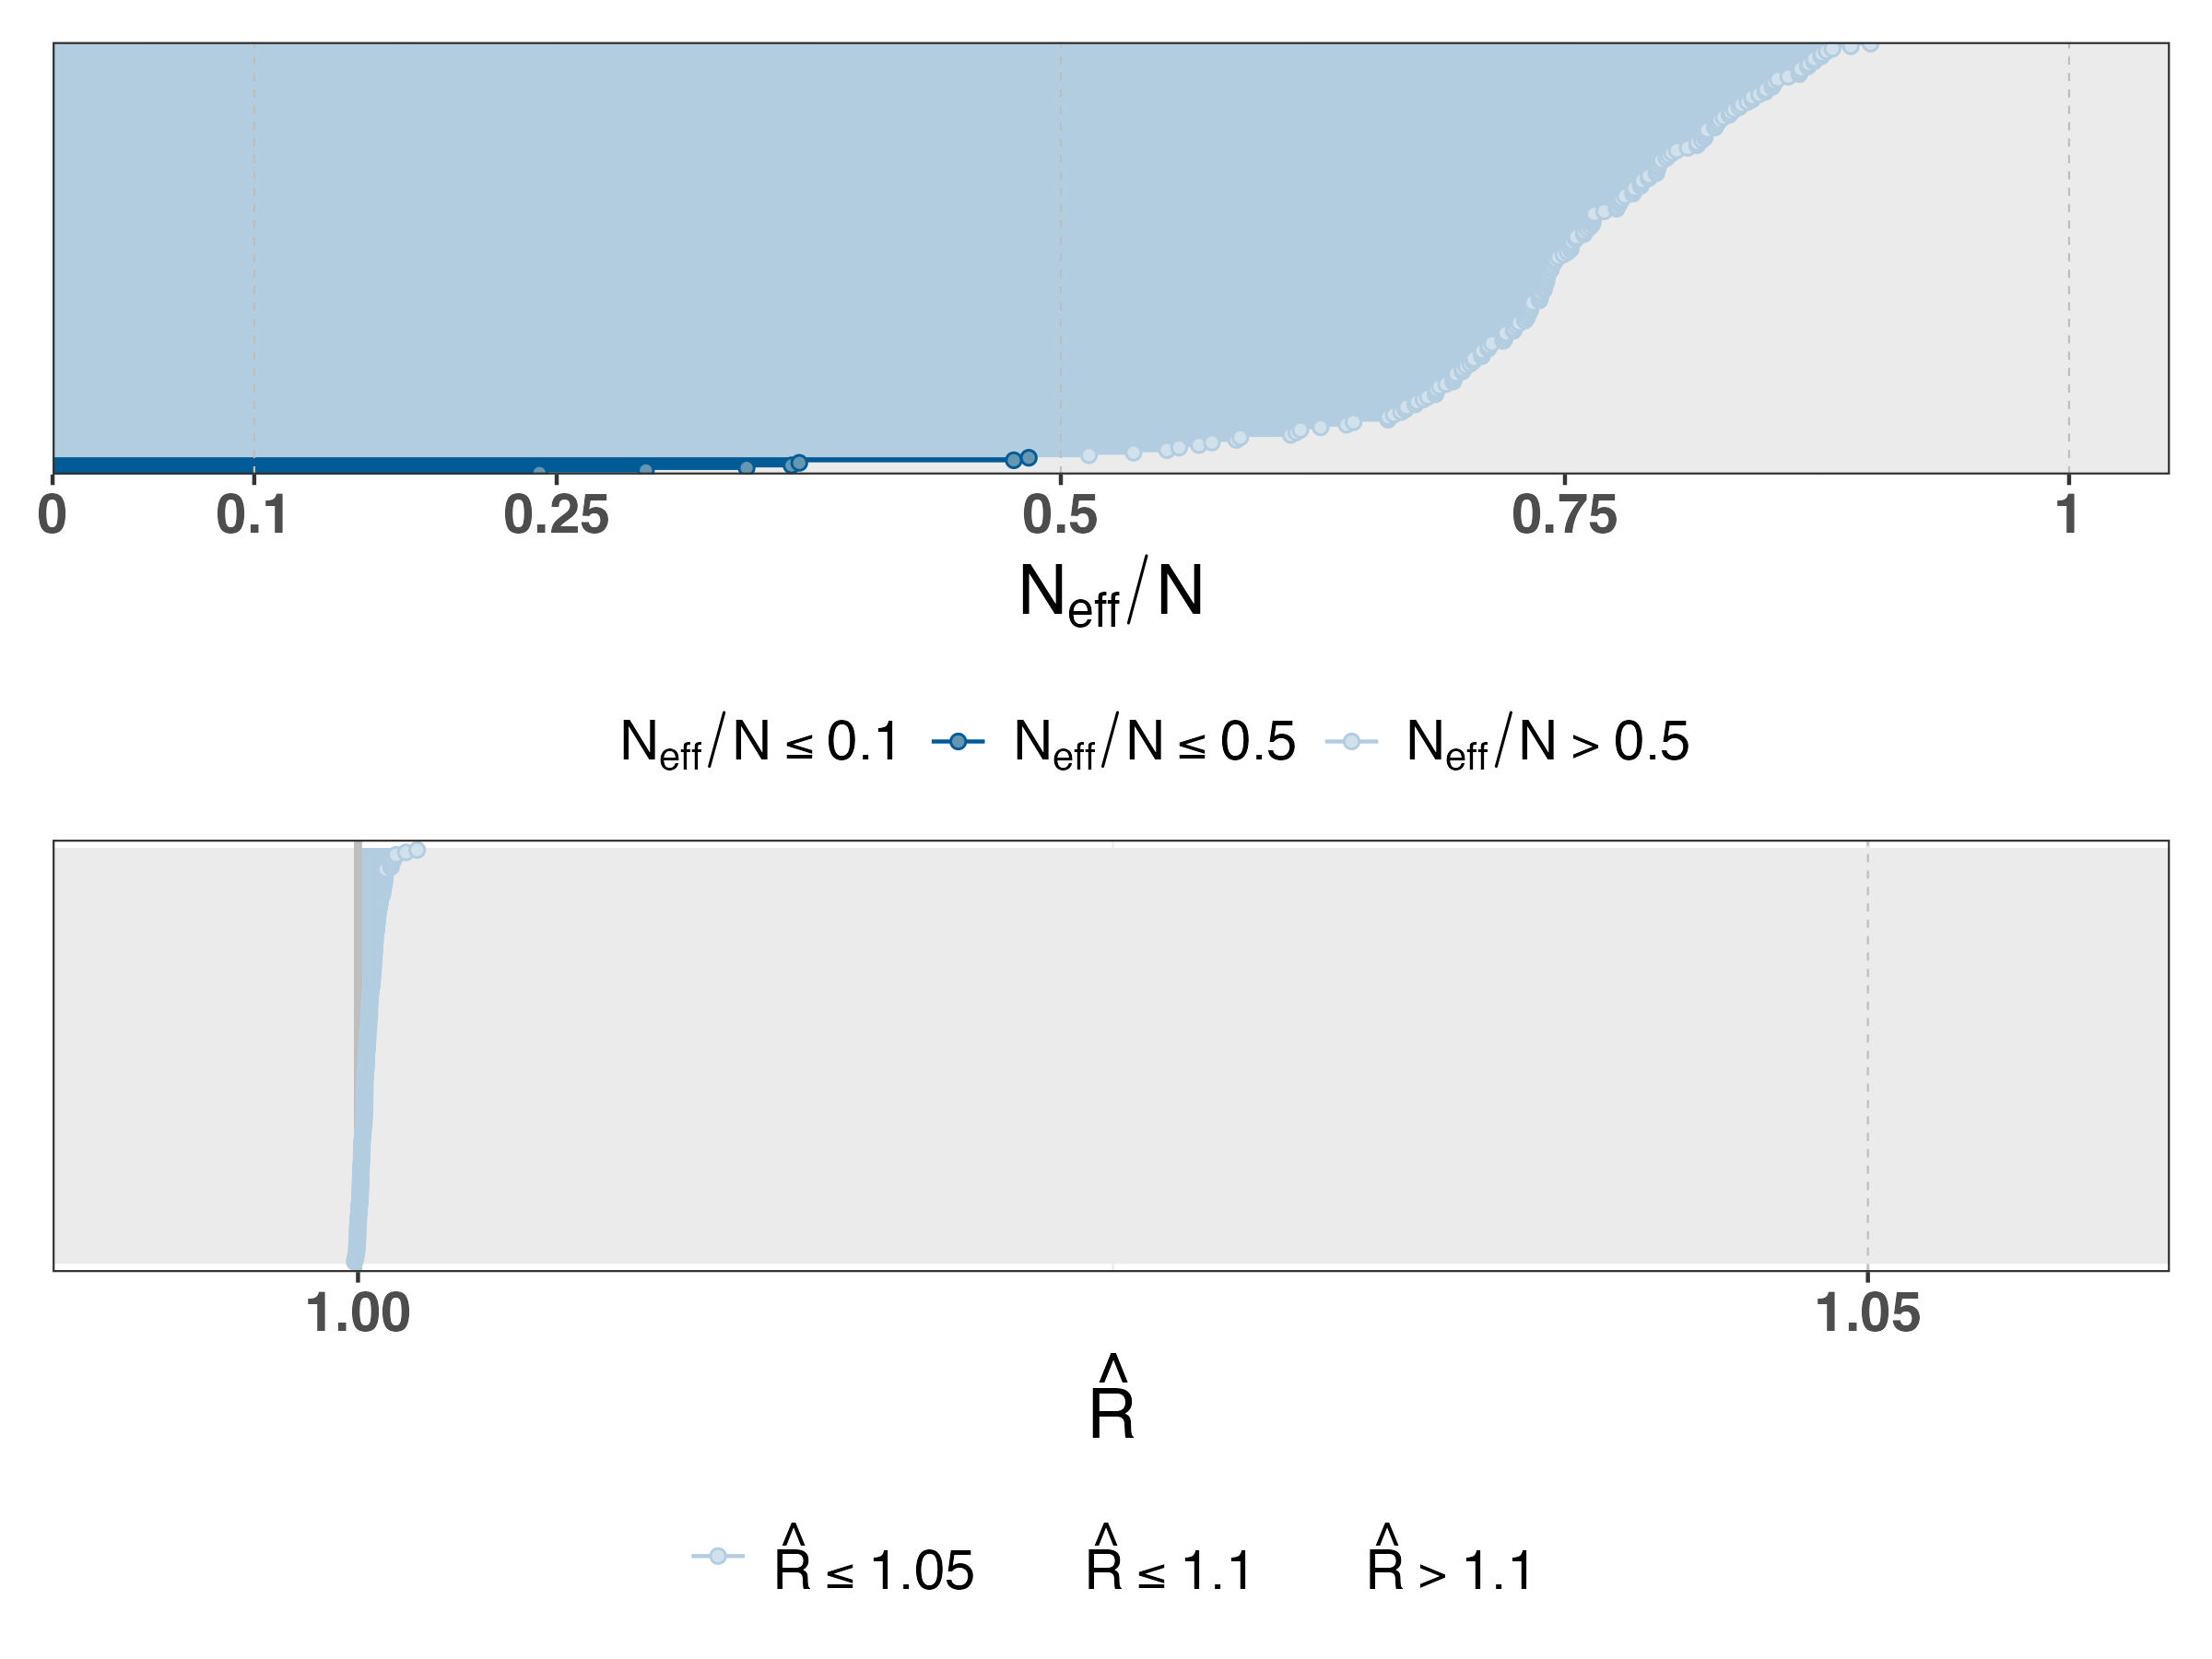 0 0.1 0.25 0.5 0.75 1
Neff/N
Neff/N ≤ 0.1 Neff/N ≤ 0.5 Neff/N > 0.5
1.00 1.05
R̂
R̂ ≤ 1.05 R̂ ≤ 1.1 R̂ > 1.1